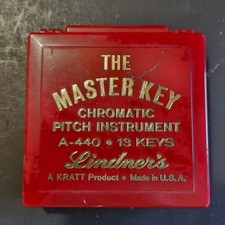 THE
MASTER KEY
CHROMATIC
PITCH INSTRUMENT
A-440 • 13 KEYS
Lindner's
A KRATT Product • Made in U.S.A.